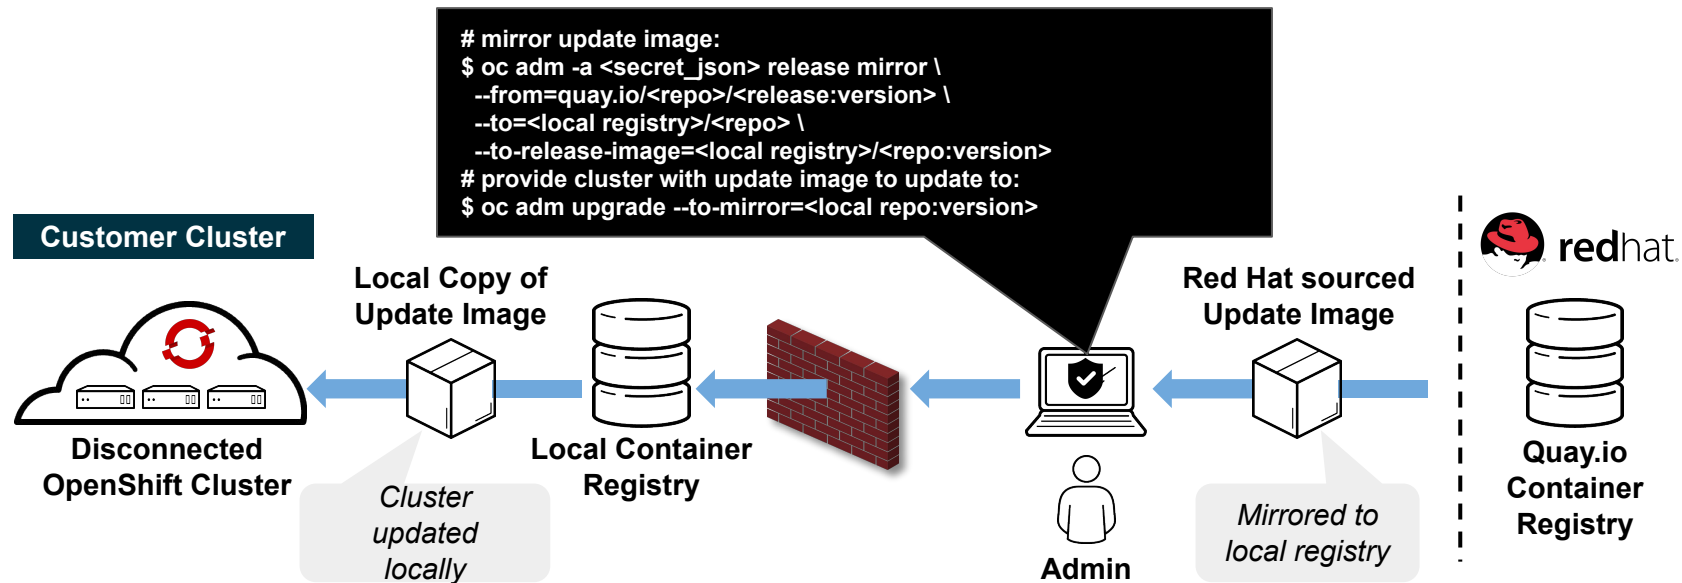 # mirror update image:
$ oc adm -a <secret_json> release mirror \
--from=quay.io/<repo>/<release:version> \
--to=<local registry>/<repo> \
--to-release-image=<local registry>/<repo:version>
# provide cluster with update image to update to:
$ oc adm upgrade --to-mirror=<local repo:version>
Customer Cluster
redhat.
Local Copy of
Update Image
Red Hat sourced
Update Image
Disconnected
OpenShift Cluster
Local Container
Registry
Cluster
updated
locally
Admin
Mirrored to
local registry
Quay.io
Container
Registry